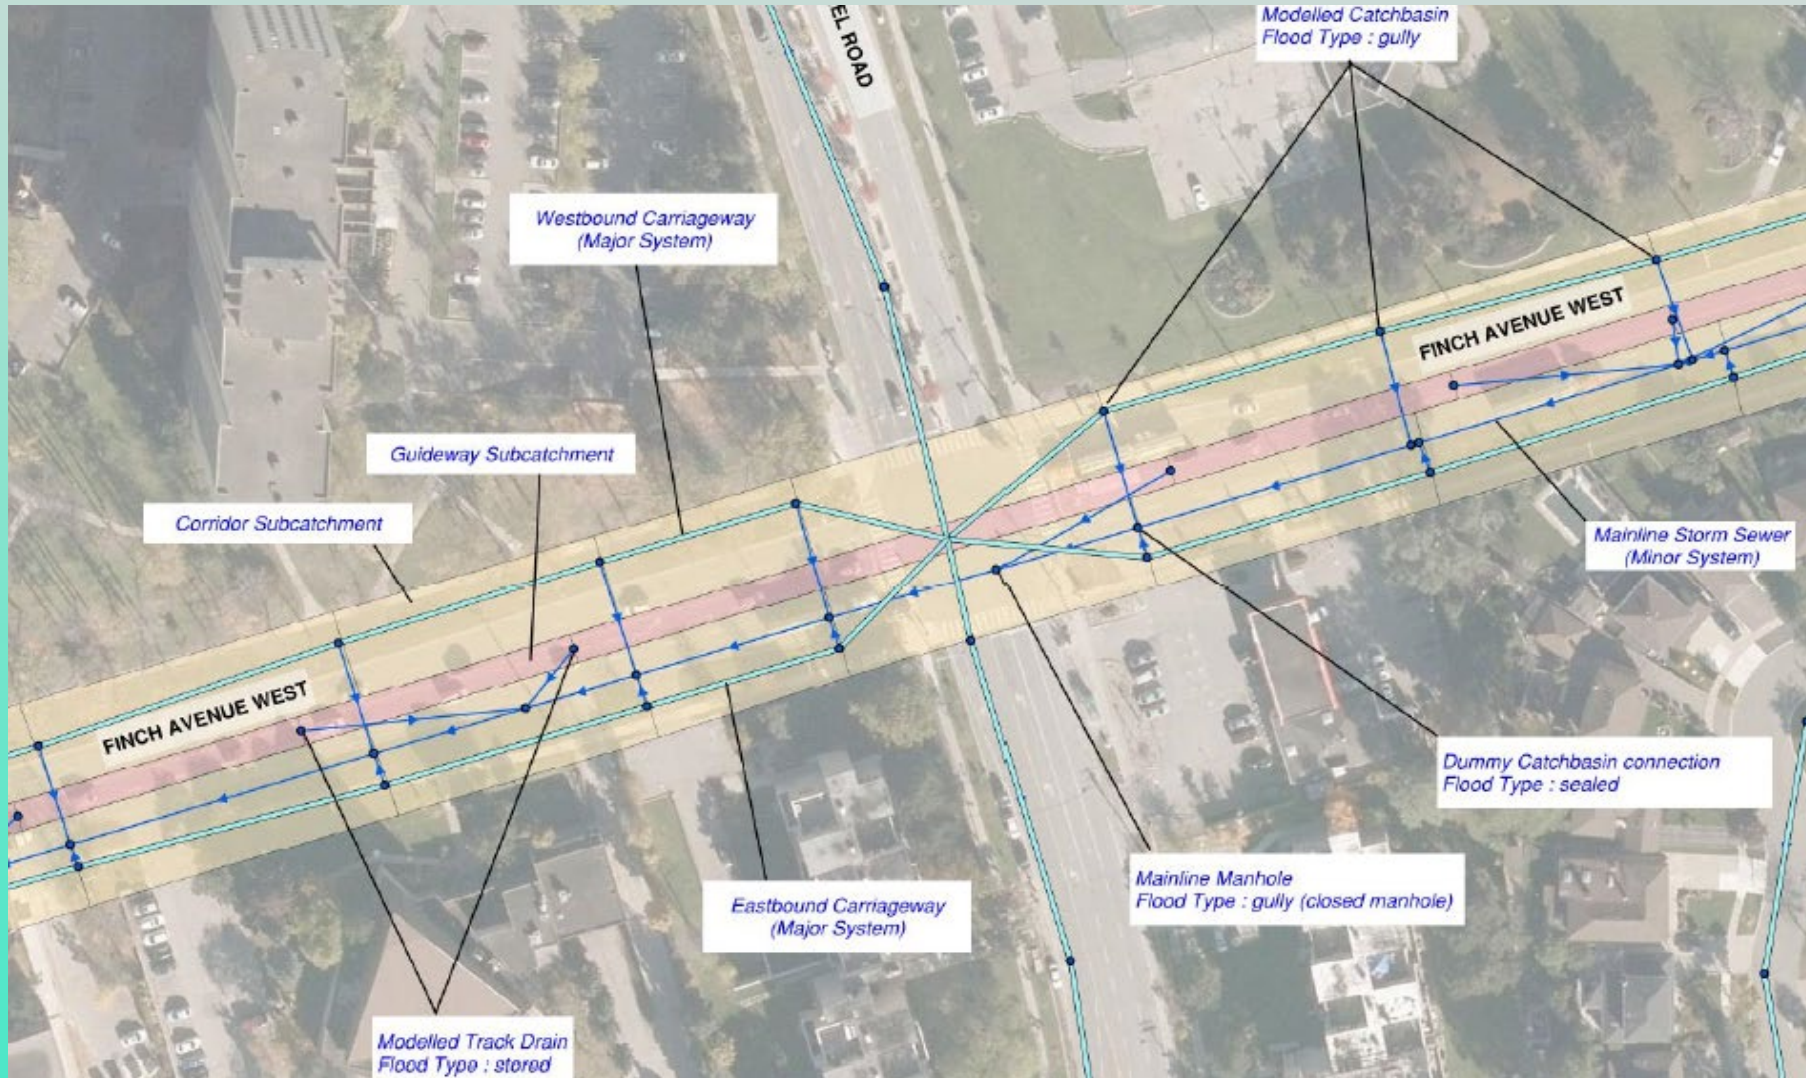 Modelled Catchbasin
Flood Type : gully
EL ROAD
Westbound Carriageway
(Major System)
FINCH AVENUE WEST
Guideway Subcatchment
Corridor Subcatchment
Mainline Storm Sewer
(Minor System)
FINCH AVENUE WEST
Dummy Catchbasin connection
Flood Type : sealed
Mainline Manhole
Flood Type : gully (closed manhole)
Eastbound Carriageway
(Major System)
Modelled Track Drain
Flood Type : stored